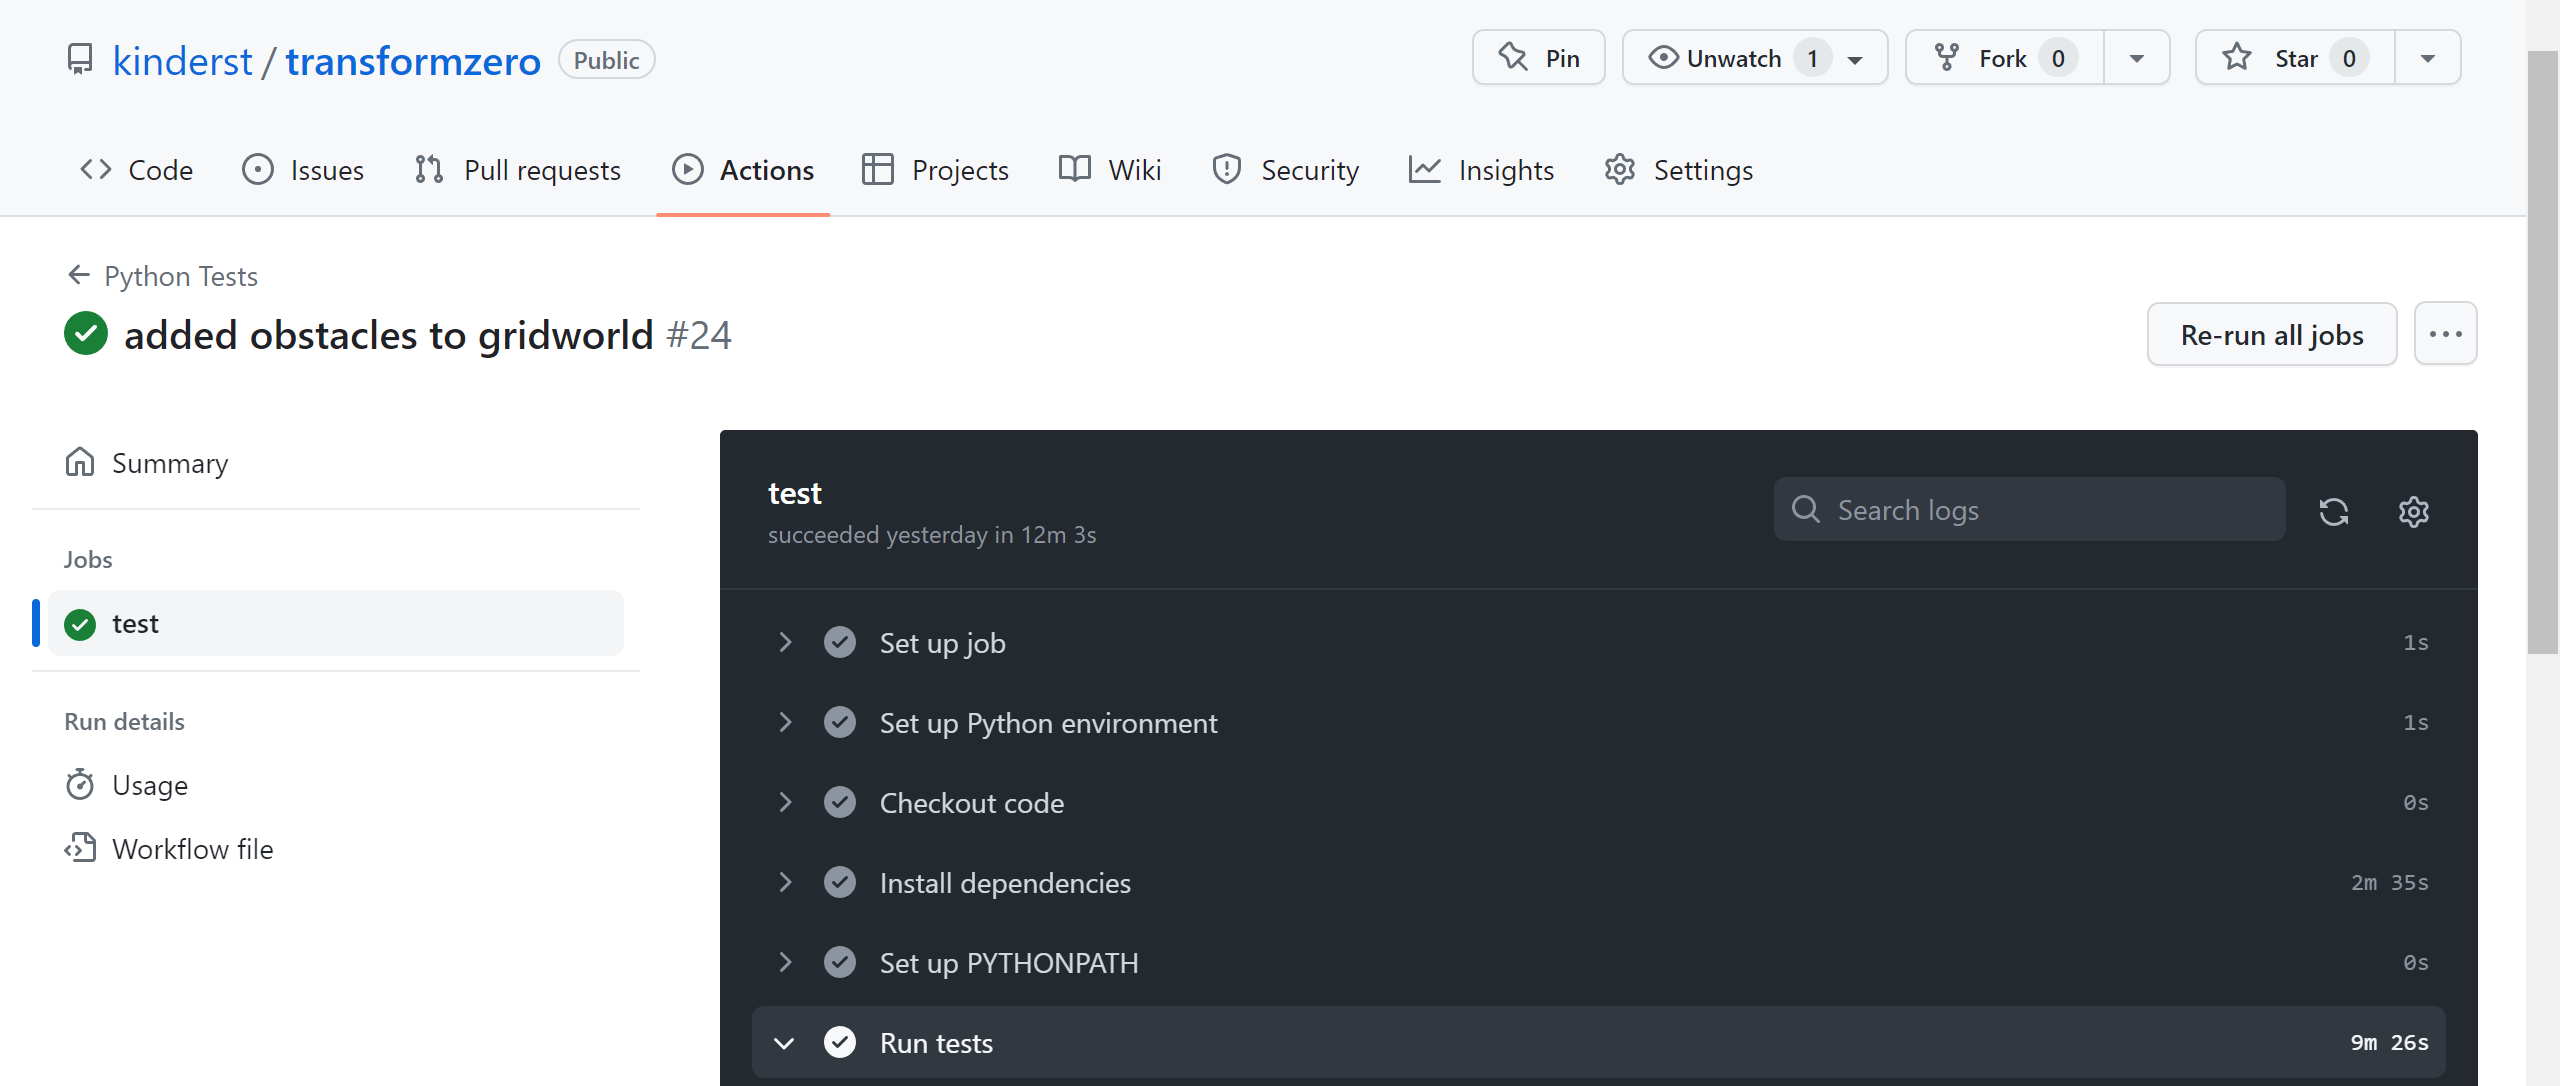 kinderst / transformzero Public Pin Unwatch 1 Fork 0 Star 0
Code Issues Pull requests Actions Projects Wiki Security Insights Settings
Python Tests
added obstacles to gridworld #24
Re-run all jobs
Summary
Jobs
test
Run details
Usage
Workflow file
test
succeeded yesterday in 12m 3s
Search logs
Set up job 1s
Set up Python environment 1s
Checkout code 0s
Install dependencies 2m 35s
Set up PYTHONPATH 0s
Run tests 9m 26s